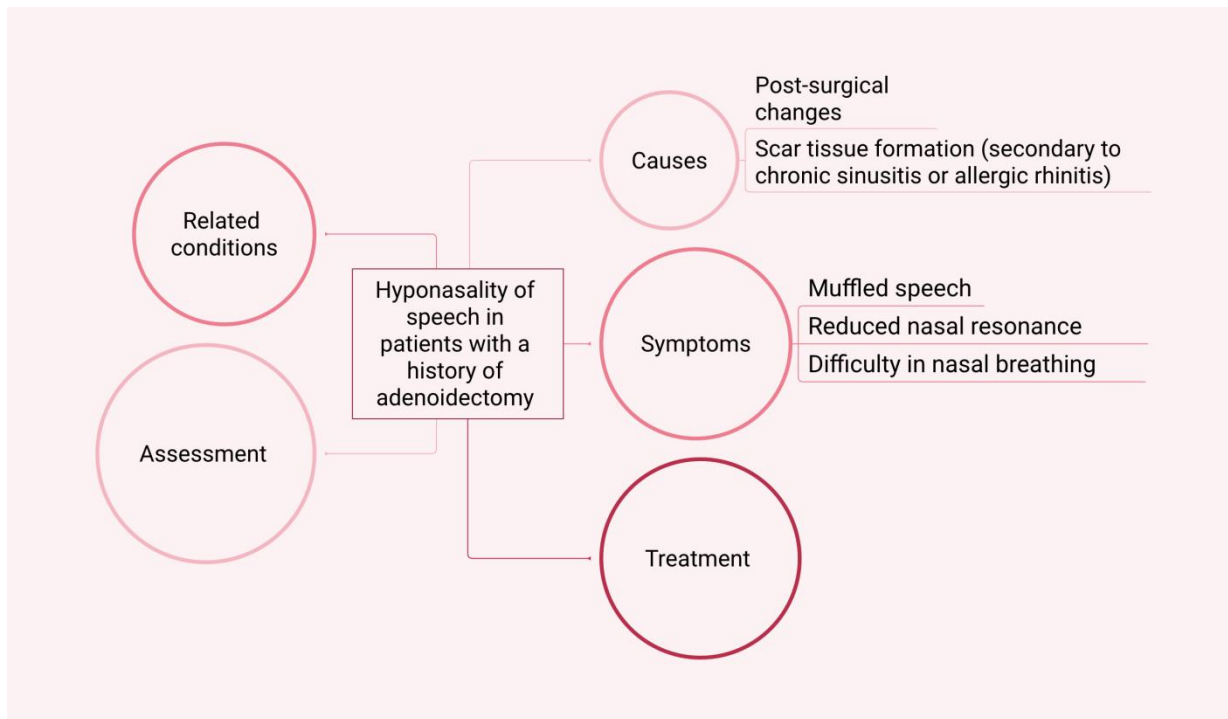 Post-surgical
changes
Causes
Scar tissue formation (secondary to
chronic sinusitis or allergic rhinitis)
Related
conditions
Hyponasality of
speech in
patients with a
history of
adenoidectomy
Muffled speech
Symptoms
Reduced nasal resonance
Difficulty in nasal breathing
Assessment
Treatment